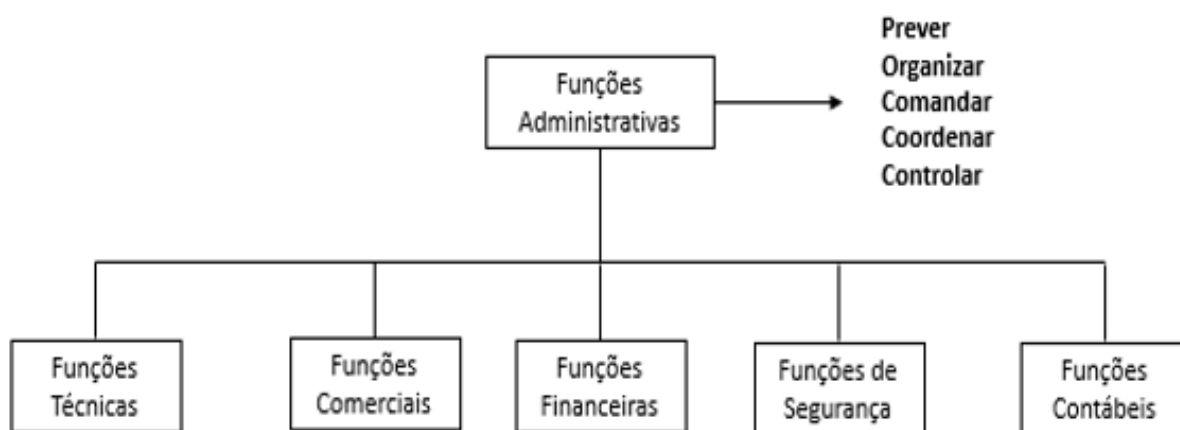 Prever
Organizar
Comandar
Coordenar
Controlar
Funções
Administrativas
Funções
Técnicas
Funções
Comerciais
Funções
Financeiras
Funções de
Segurança
Funções
Contábeis